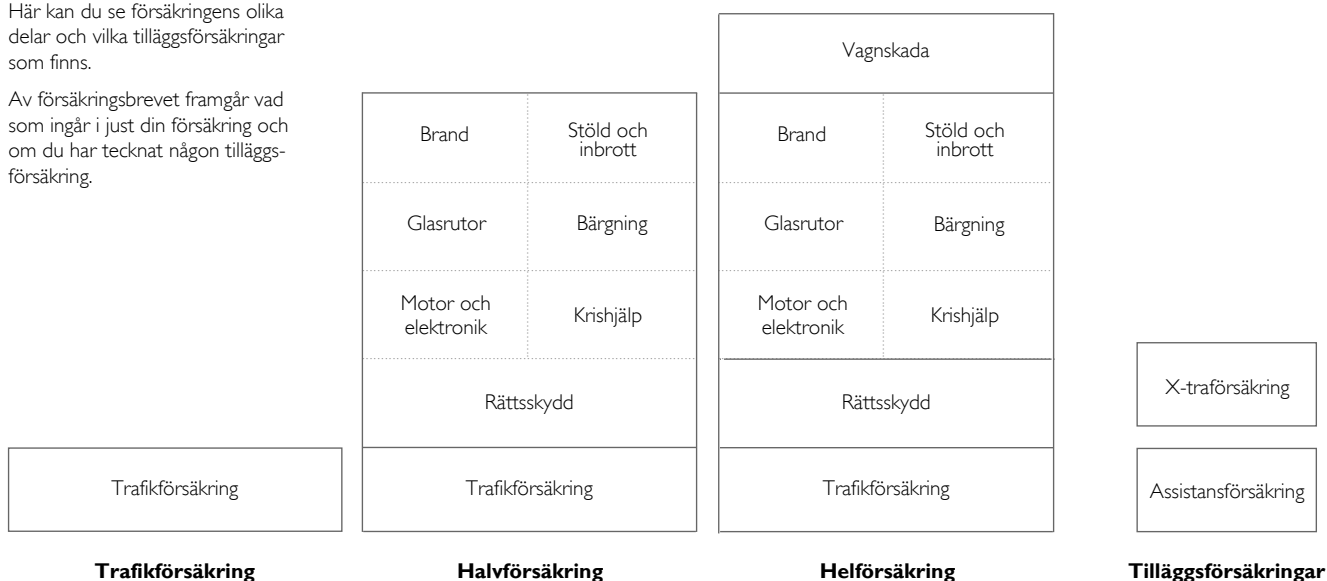 Här kan du se försäkringens olika
delar och vilka tilläggsförsäkringar
som finns.
Av försäkringsbrevet framgår vad
som ingår i just din försäkring och
om du har tecknat någon tilläggs-
försäkring.
Trafikförsäkring
Trafikförsäkring
Brand
Stöld och
inbrott
Glasrutor
Bärgning
Motor och
elektronik
Krishjälp
Rättsskydd
Trafikförsäkring
Halvförsäkring
Vagnskada
Brand
Stöld och
inbrott
Glasrutor
Bärgning
Motor och
elektronik
Krishjälp
Rättsskydd
Trafikförsäkring
Helförsäkring
X-traförsäkring
Assistansförsäkring
Tilläggsförsäkringar